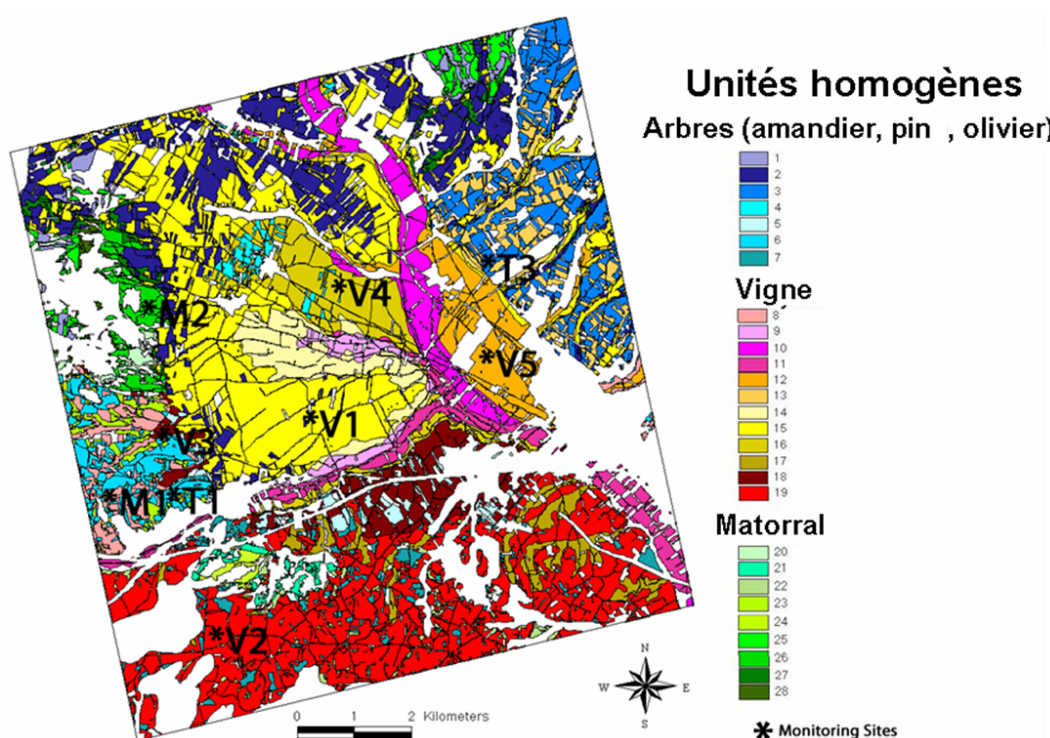 Unités homogènes
Arbres (amandier, pin , olivier)
1
2
3
4
5
6
7
Vigne
8
9
10
11
12
13
14
15
16
17
18
19
Matorral
20
21
22
23
24
25
26
27
28
* Monitoring Sites
*T3
*V4
*M2
*V5
*V1
*V3
*M1 *T1
*V2
N
W E
S
0 1 2 Kilometers